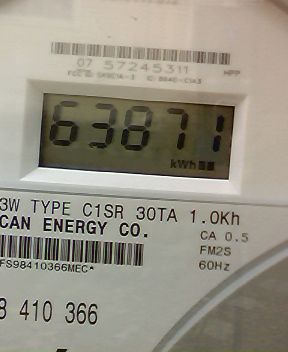 07 57245311
HPP
63871
kWh
3W TYPE C1SR 30TA 1.0Kh
CAN ENERGY CO.
CA 0.5
FM2S
60Hz
FS98410366MEC*
8 410 366